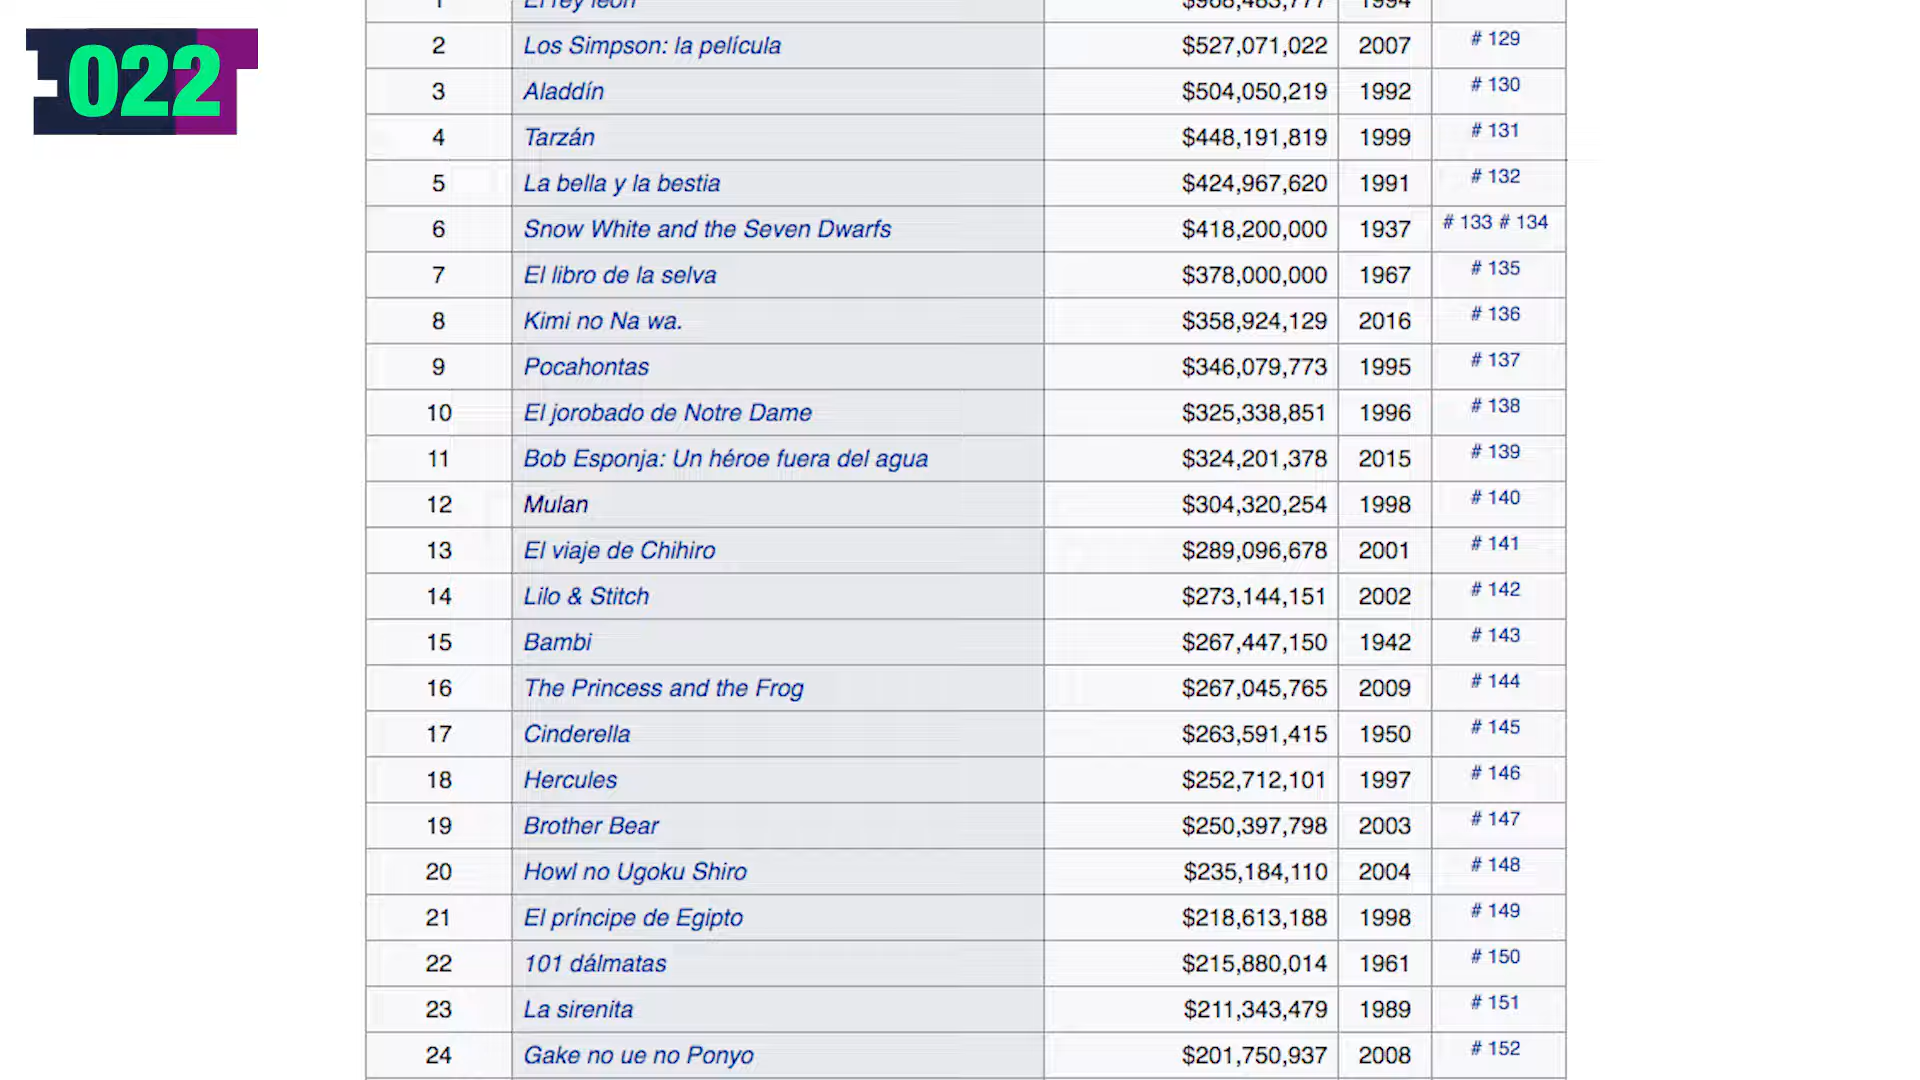 022
1 El rey león $968,483,777 1994
2 Los Simpson: la película $527,071,022 2007 # 129
3 Aladdín $504,050,219 1992 # 130
4 Tarzán $448,191,819 1999 # 131
5 La bella y la bestia $424,967,620 1991 # 132
6 Snow White and the Seven Dwarfs $418,200,000 1937 # 133 # 134
7 El libro de la selva $378,000,000 1967 # 135
8 Kimi no Na wa. $358,924,129 2016 # 136
9 Pocahontas $346,079,773 1995 # 137
10 El jorobado de Notre Dame $325,338,851 1996 # 138
11 Bob Esponja: Un héroe fuera del agua $324,201,378 2015 # 139
12 Mulan $304,320,254 1998 # 140
13 El viaje de Chihiro $289,096,678 2001 # 141
14 Lilo & Stitch $273,144,151 2002 # 142
15 Bambi $267,447,150 1942 # 143
16 The Princess and the Frog $267,045,765 2009 # 144
17 Cinderella $263,591,415 1950 # 145
18 Hercules $252,712,101 1997 # 146
19 Brother Bear $250,397,798 2003 # 147
20 Howl no Ugoku Shiro $235,184,110 2004 # 148
21 El príncipe de Egipto $218,613,188 1998 # 149
22 101 dálmatas $215,880,014 1961 # 150
23 La sirenita $211,343,479 1989 # 151
24 Gake no ue no Ponyo $201,750,937 2008 # 152